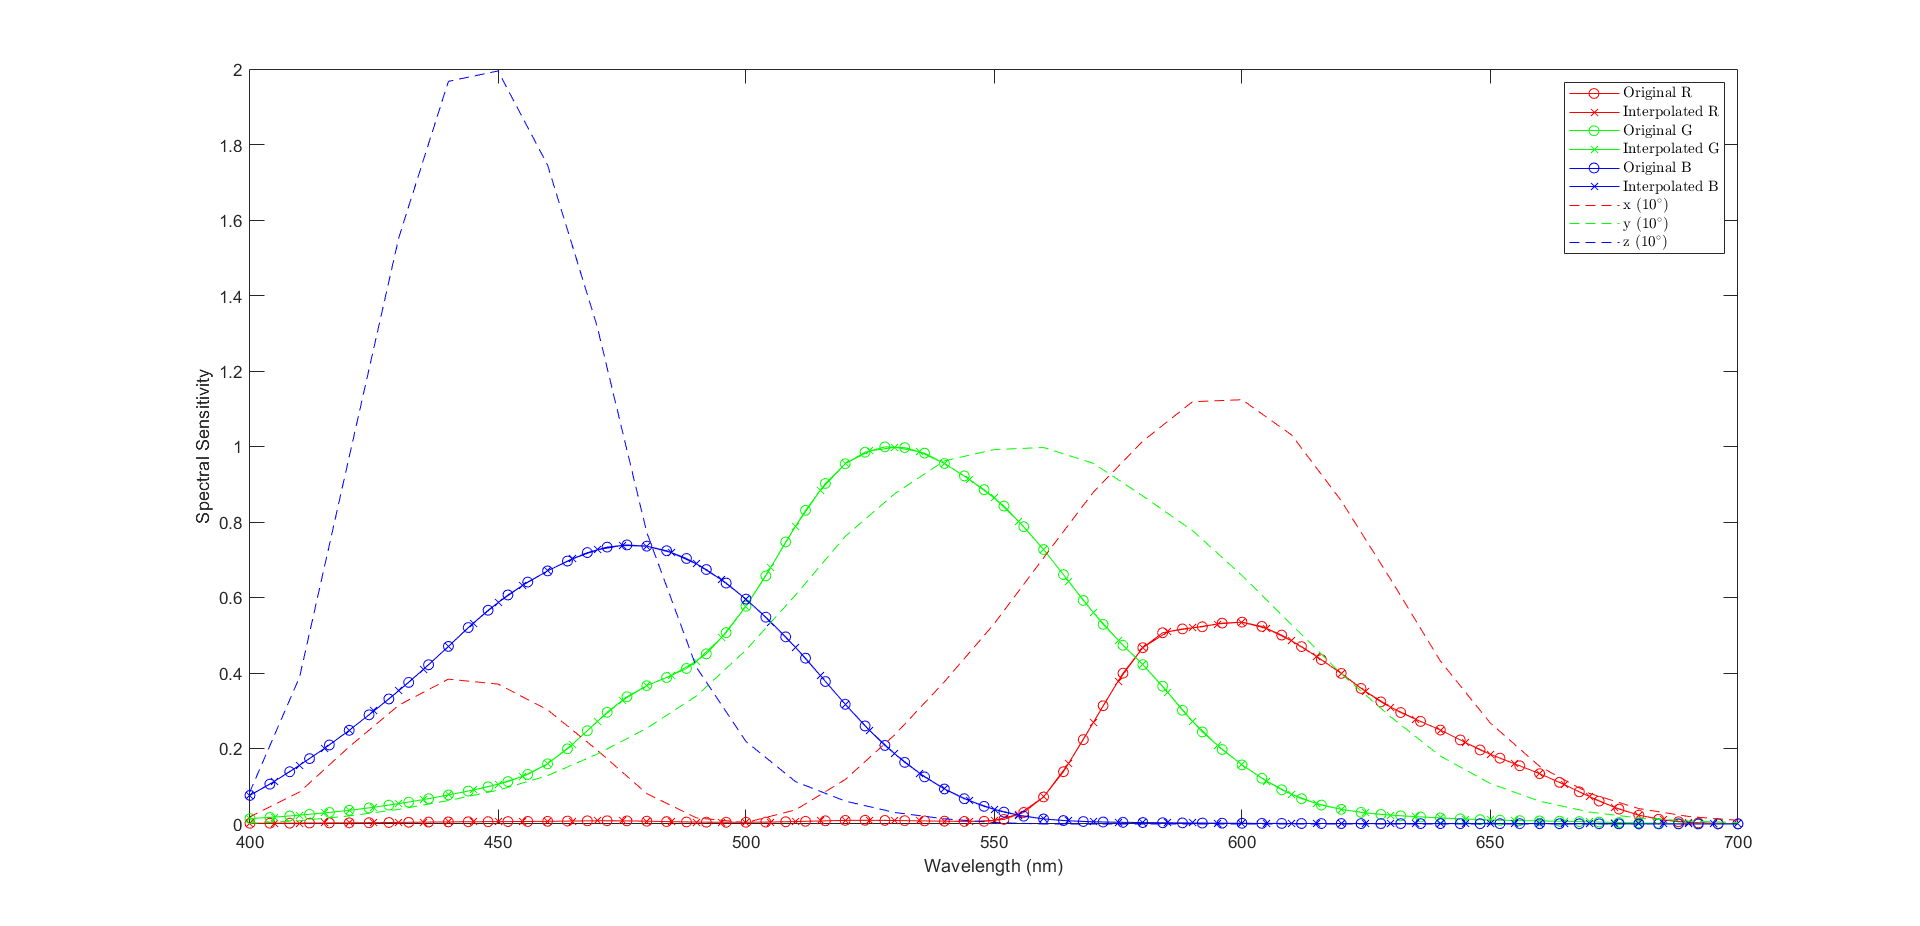 2
1.8
1.6
1.4
1.2
1
0.8
0.6
0.4
0.2
0
Spectral Sensitivity
400 450 500 550 600 650 700
Wavelength (nm)
Original R
Interpolated R
Original G
Interpolated G
Original B
Interpolated B
x (10°)
y (10°)
z (10°)